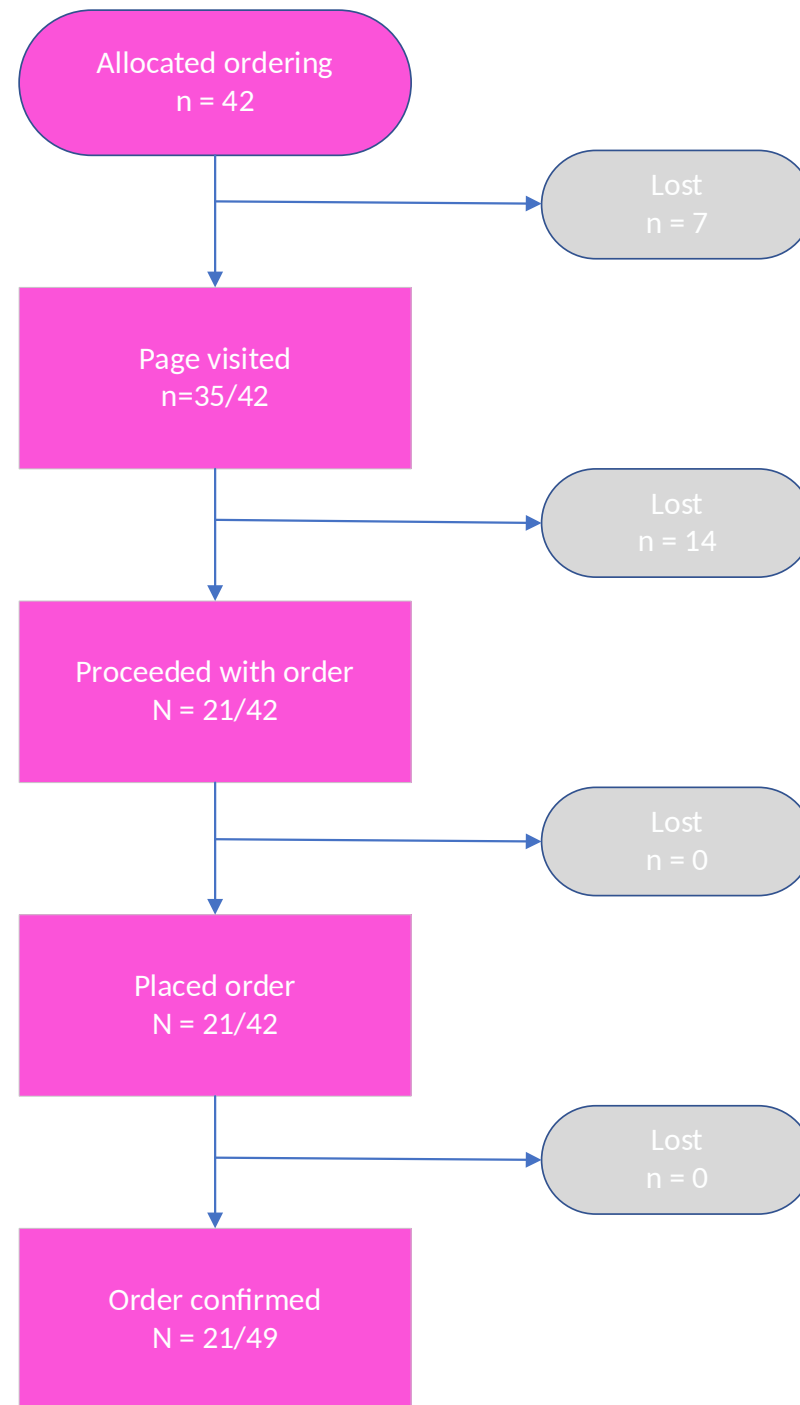 Allocated ordering
n = 42
Lost
n = 7
Page visited
n=35/42
Lost
n = 14
Proceeded with order
N = 21/42
Lost
n = 0
Placed order
N = 21/42
Lost
n = 0
Order confirmed
N = 21/49